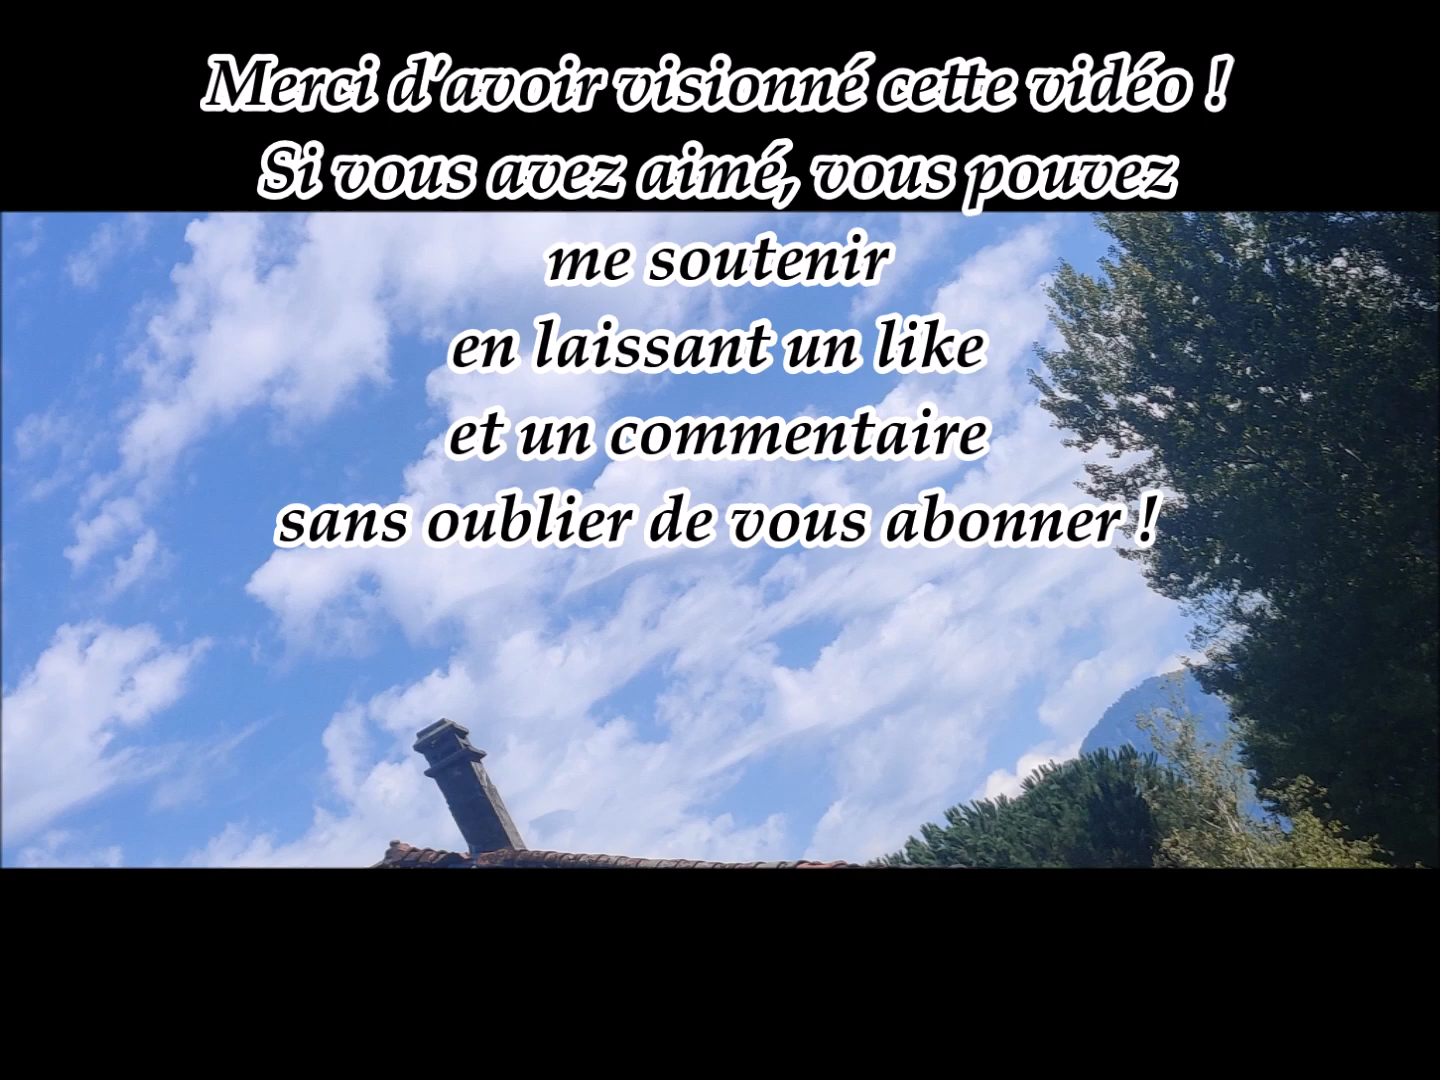 Merci d'avoir visionné cette vidéo !
Si vous avez aimé, vous pouvez
me soutenir
en laissant un like
et un commentaire
sans oublier de vous abonner !